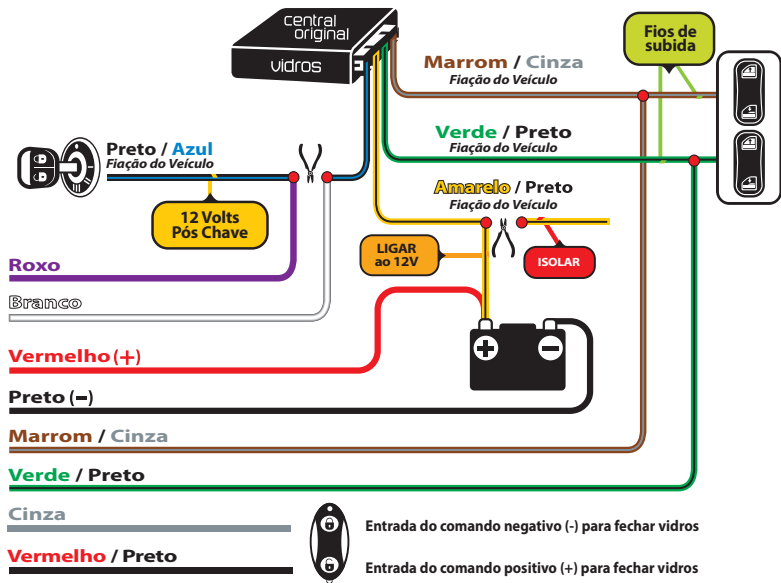 central
original
vidros
Fios de
subida
Marrom / Cinza
Fiação do Veículo
Verde / Preto
Fiação do Veículo
Preto / Azul
Fiação do Veículo
Amarelo / Preto
Fiação do Veículo
12 Volts
Pós Chave
LIGAR
ao 12V
ISOLAR
Roxo
Branco
Vermelho (+)
Preto (−)
Marrom / Cinza
Verde / Preto
Cinza
Entrada do comando negativo (-) para fechar vidros
Vermelho / Preto
Entrada do comando positivo (+) para fechar vidros